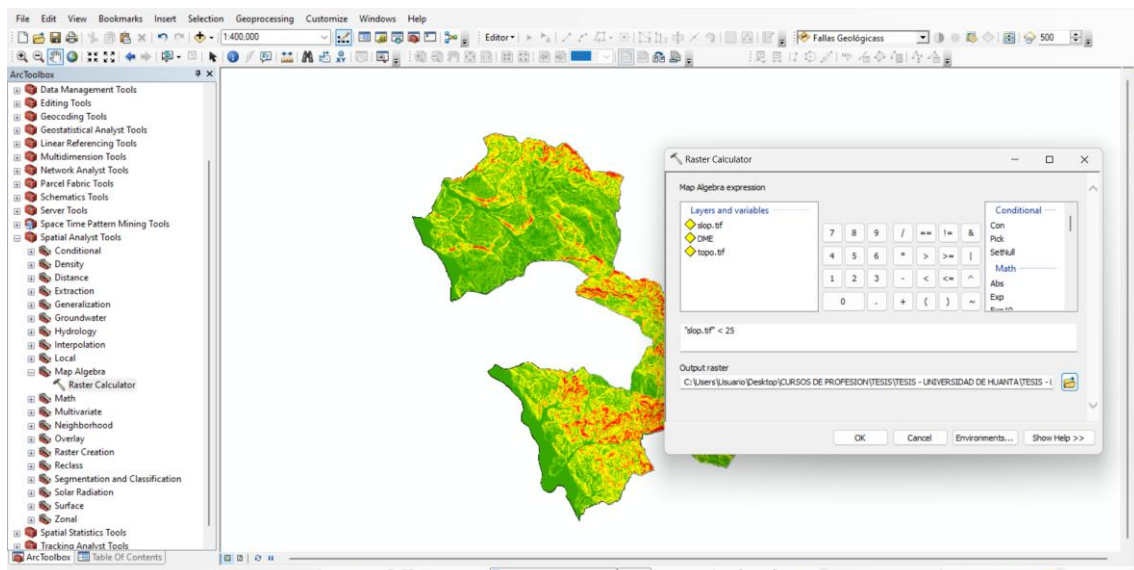 File Edit View Bookmarks Insert Selection Geoprocessing Customize Windows Help
1:400,000
Editor
Fallas Geológicass
500
ArcToolbox
Data Management Tools
Editing Tools
Geocoding Tools
Geostatistical Analyst Tools
Linear Referencing Tools
Multidimension Tools
Network Analyst Tools
Parcel Fabric Tools
Schematics Tools
Server Tools
Space Time Pattern Mining Tools
Spatial Analyst Tools
Conditional
Density
Distance
Extraction
Generalization
Groundwater
Hydrology
Interpolation
Local
Map Algebra
Raster Calculator
Math
Multivariate
Neighborhood
Overlay
Raster Creation
Reclass
Segmentation and Classification
Solar Radiation
Surface
Zonal
Spatial Statistics Tools
Tracking Analyst Tools
ArcToolbox Table Of Contents
Raster Calculator
Map Algebra expression
Layers and variables
slop.tif
DME
topo.tif
7 8 9 / == != &
4 5 6 * > >= |
1 2 3 - < <= ^
0 . + ( ) ~
Conditional
Con
Pick
SetNull
Math
Abs
Exp
Exp10
"slop.tif" < 25
Output raster
C:\Users\Usuario\Desktop\CURSOS DE PROFESION\TESIS\TESIS - UNIVERSIDAD DE HUANTA\TESIS - L
OK Cancel Environments... Show Help >>